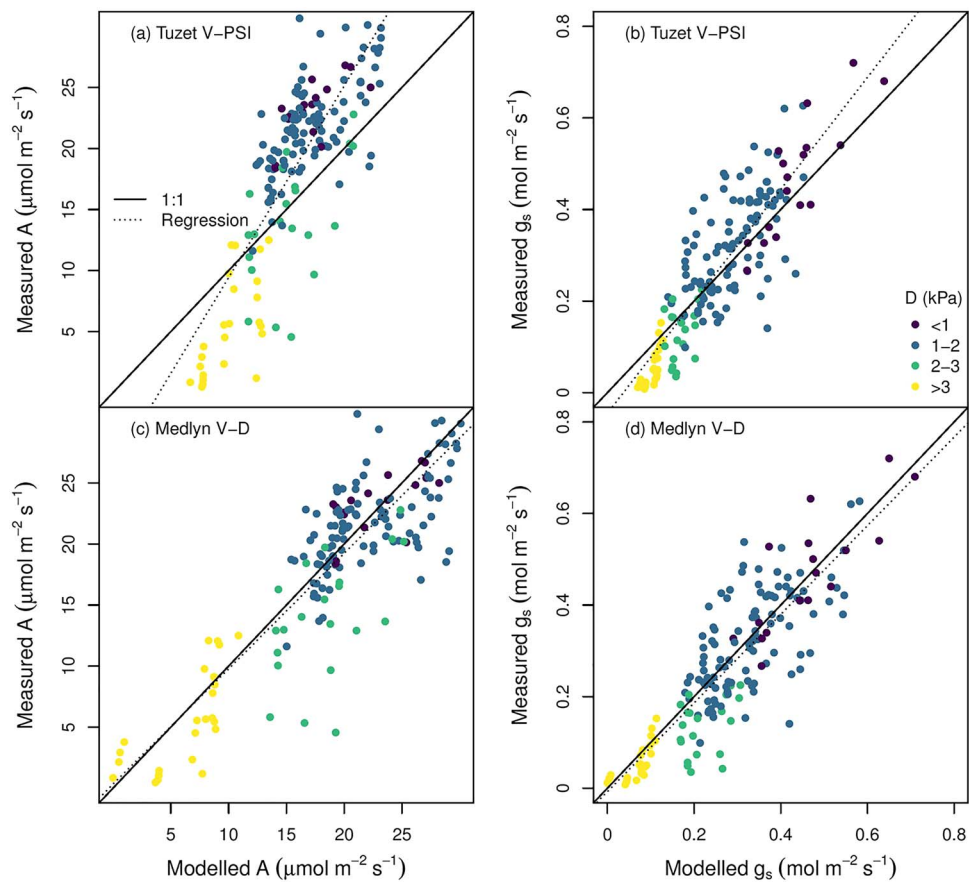 (a) Tuzet V−PSI
Measured A (μmol m−2 s−1)
5 10 15 20 25
1:1
Regression
(b) Tuzet V−PSI
Measured gs (mol m−2 s−1)
0 0.2 0.4 0.6 0.8
D (kPa)
<1
1−2
2−3
>3
(c) Medlyn V−D
Measured A (μmol m−2 s−1)
5 10 15 20 25
5 10 15 20 25
Modelled A (μmol m−2 s−1)
(d) Medlyn V−D
Measured gs (mol m−2 s−1)
0 0.2 0.4 0.6 0.8
0 0.2 0.4 0.6 0.8
Modelled gs (mol m−2 s−1)